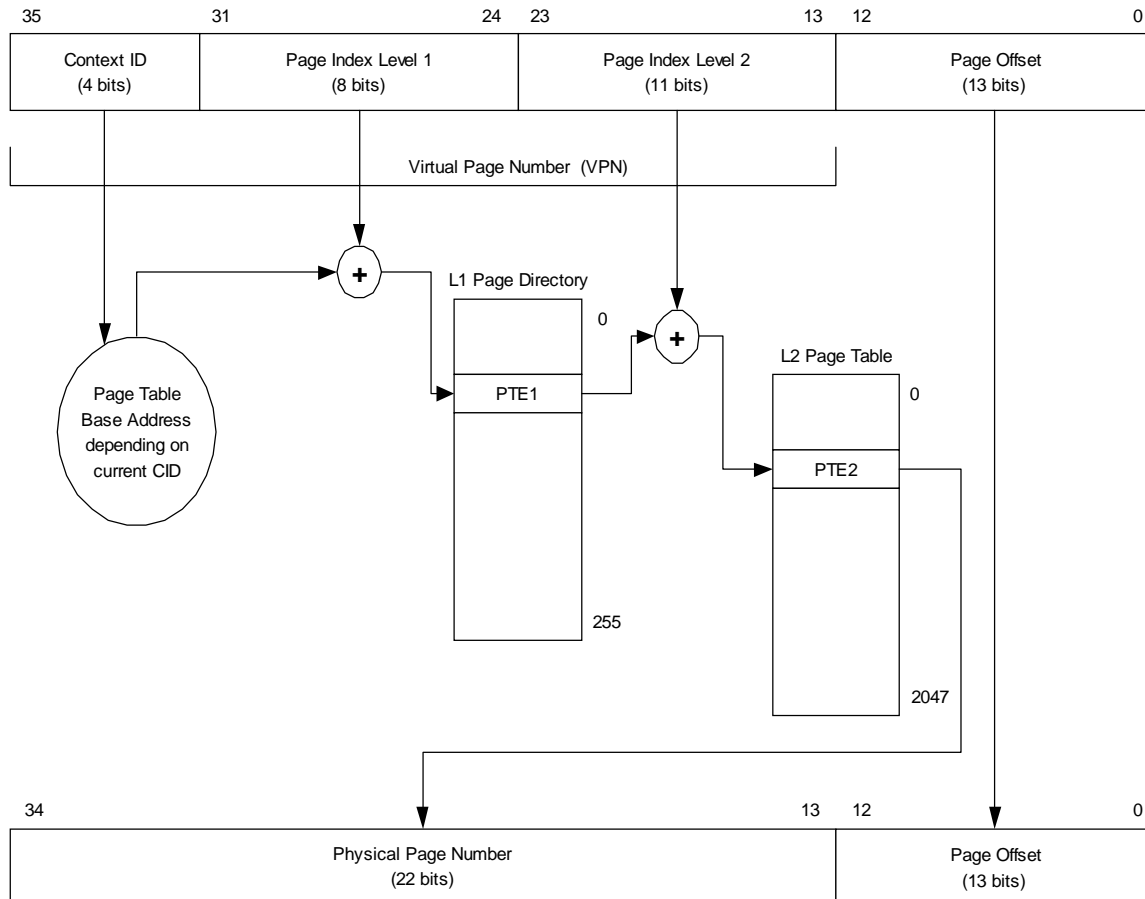 35 31 24 23 13 12 0
Context ID Page Index Level 1 Page Index Level 2 Page Offset
(4 bits) (8 bits) (11 bits) (13 bits)
Virtual Page Number (VPN)
+
L1 Page Directory
0
+
L2 Page Table
Page Table
Base Address
depending on
current CID
PTE1
0
PTE2
255
2047
34 13 12 0
Physical Page Number Page Offset
(22 bits) (13 bits)